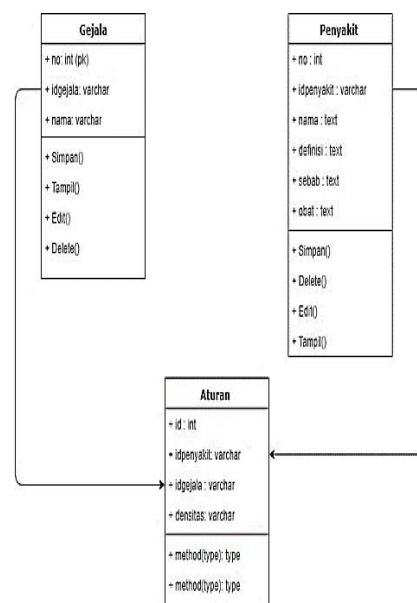 Gejala
+ no: int (pk)
+ idgejala: varchar
+ nama: varchar
+ Simpan()
+ Tampil()
+ Edit()
+ Delete()
Penyakit
+ no : int
+ idpenyakit : varchar
+ nama : text
+ definisi : text
+ sebab : text
+ obat : text
+ Simpan()
+ Delete()
+ Edit()
+ Tampil()
Aturan
+ id : int
+ idpenyakit: varchar
+ idgejala : varchar
+ densitas: varchar
+ method(type): type
+ method(type): type